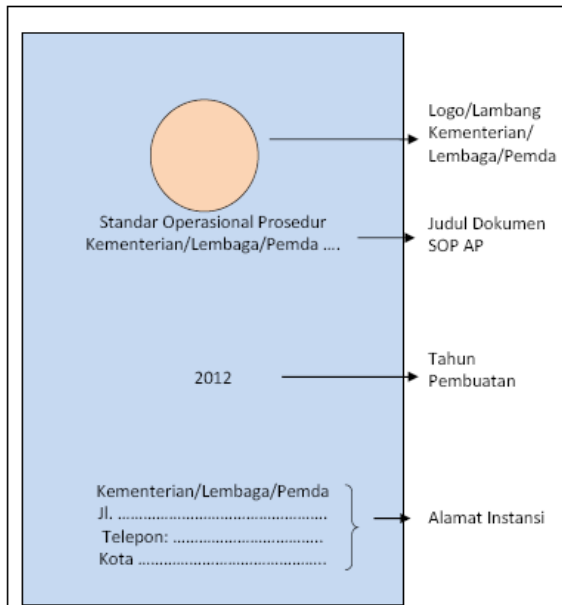 Logo/Lambang
Kementerian/
Lembaga/Pemda
Standar Operasional Prosedur
Kementerian/Lembaga/Pemda ....
Judul Dokumen
SOP AP
2012
Tahun
Pembuatan
Kementerian/Lembaga/Pemda
Jl. ................................................
Telepon: ...................................
Kota ............................................
Alamat Instansi